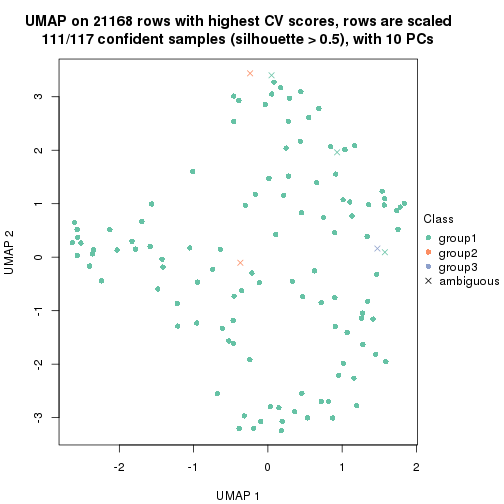 UMAP on 21168 rows with highest CV scores, rows are scaled
111/117 confident samples (silhouette > 0.5), with 10 PCs
3
2
1
0
-1
-2
-3
UMAP 2
-2
-1
0
1
2
UMAP 1
Class
group1
group2
group3
ambiguous